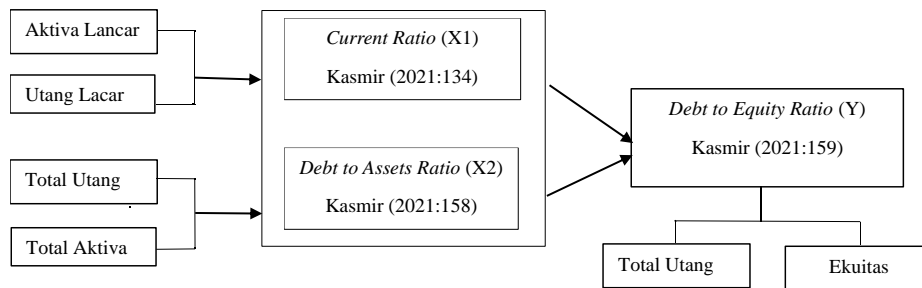 Aktiva Lancar
Utang Lacar
Total Utang
Total Aktiva
Current Ratio (X1)
Kasmir (2021:134)
Debt to Assets Ratio (X2)
Kasmir (2021:158)
Debt to Equity Ratio (Y)
Kasmir (2021:159)
Total Utang
Ekuitas